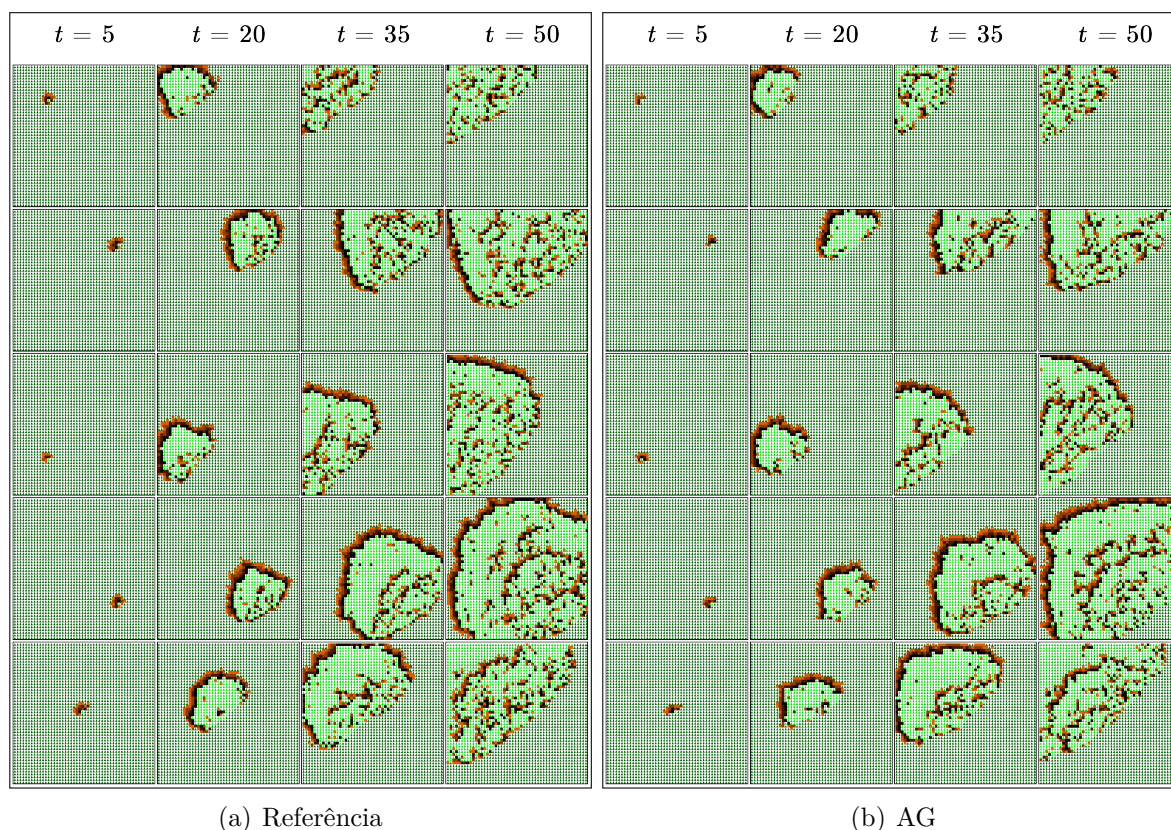 t = 5 t = 20 t = 35 t = 50 t = 5 t = 20 t = 35 t = 50
(a) Referência (b) AG